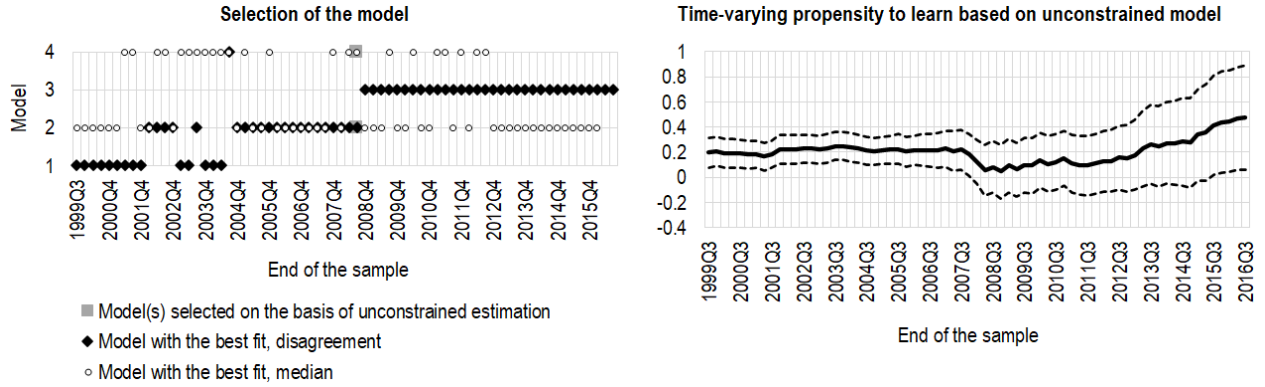 Selection of the model
4
3
2
1
Model
1999Q3
2000Q4
2001Q4
2002Q4
2003Q4
2004Q4
2005Q4
2006Q4
2007Q4
2008Q4
2009Q4
2010Q4
2011Q4
2012Q4
2013Q4
2014Q4
2015Q4
End of the sample
Model(s) selected on the basis of unconstrained estimation
Model with the best fit, disagreement
Model with the best fit, median
Time-varying propensity to learn based on unconstrained model
1
0.8
0.6
0.4
0.2
0
-0.2
-0.4
1999Q3
2000Q3
2001Q3
2002Q3
2003Q3
2004Q3
2005Q3
2006Q3
2007Q3
2008Q3
2009Q3
2010Q3
2011Q3
2012Q3
2013Q3
2014Q3
2015Q3
2016Q3
End of the sample